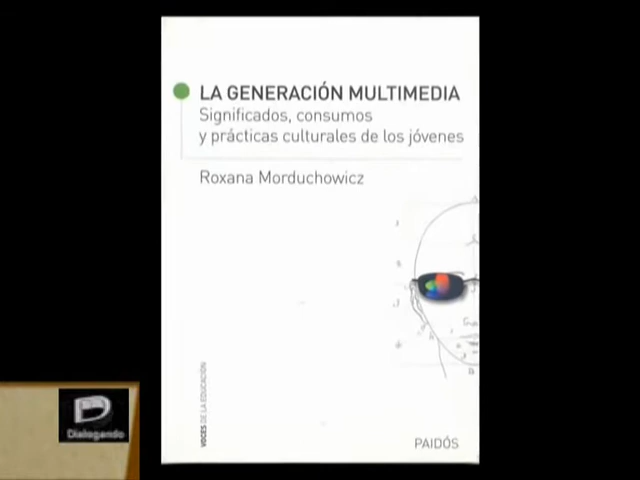 LA GENERACIÓN MULTIMEDIA
Significados, consumos
y prácticas culturales de los jóvenes
Roxana Morduchowicz
VOCES DE LA EDUCACIÓN
PAIDÓS
Dialogando